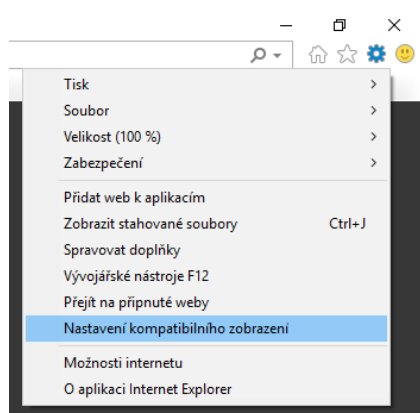 Tisk
Soubor
Velikost (100 %)
Zabezpečení
Přidat web k aplikacím
Zobrazit stahované soubory Ctrl+J
Spravovat doplňky
Vývojářské nástroje F12
Přejít na připnuté weby
Nastavení kompatibilního zobrazení
Možnosti internetu
O aplikaci Internet Explorer